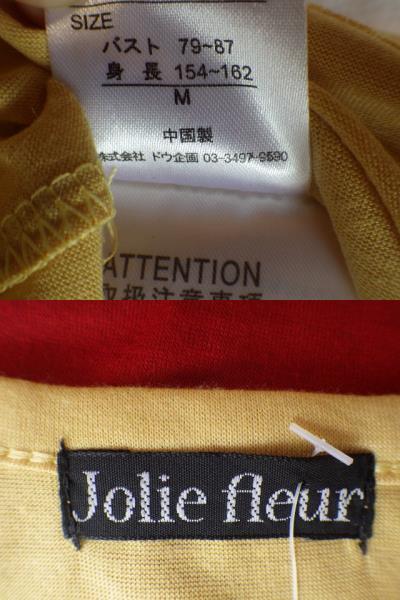 SIZE
バスト 79~87
身 長 154~162
M
中国製
株式会社 ドウ企画 03-3497-9590
ATTENTION
取扱注意事項
Jolie fleur